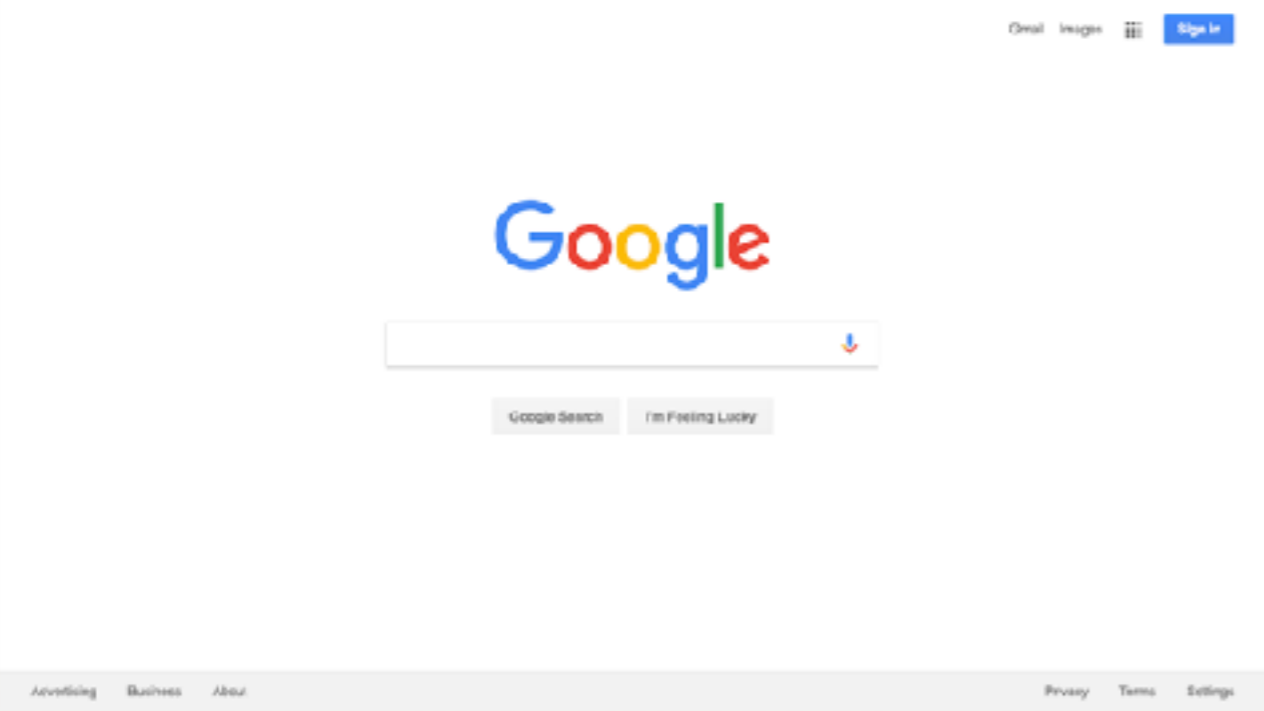 Gmail Images Sign in
Google
Google Search I'm Feeling Lucky
Advertising Business About Privacy Terms Settings